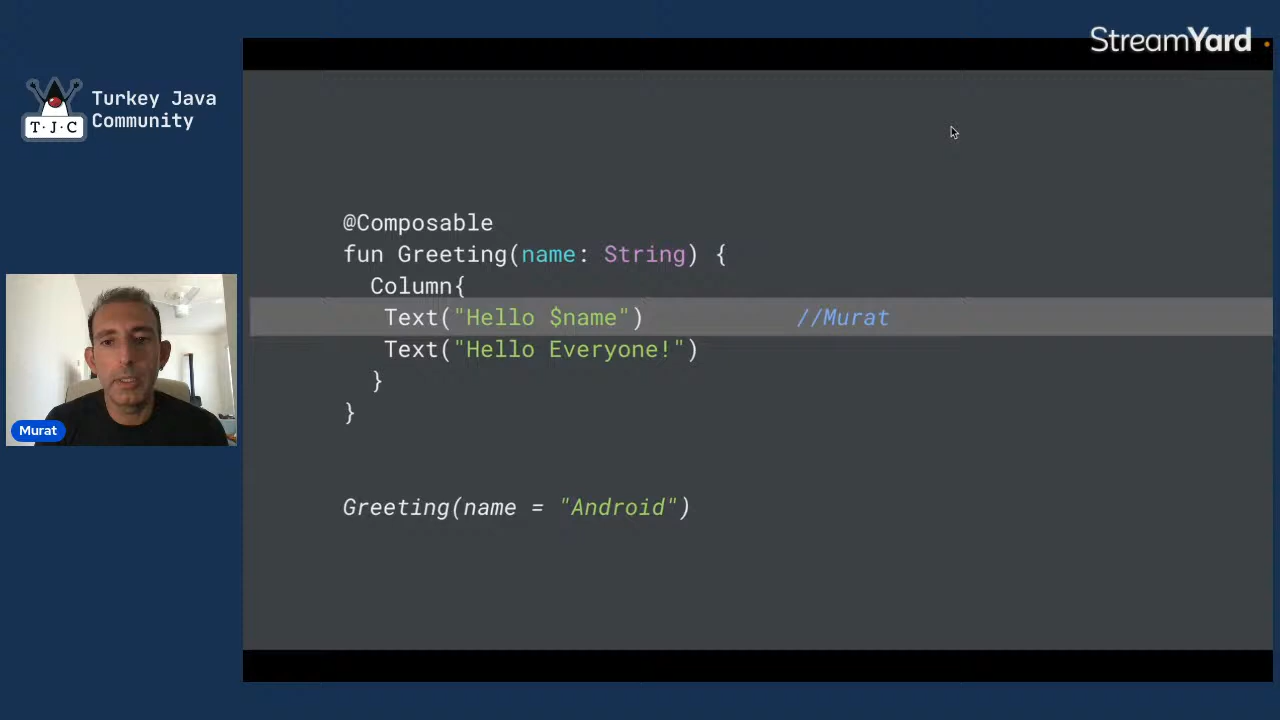 StreamYard
Turkey Java
Community
T·J·C
@Composable
fun Greeting(name: String) {
Column{
Text("Hello $name") //Murat
Text("Hello Everyone!")
}
}
Greeting(name = "Android")
Murat